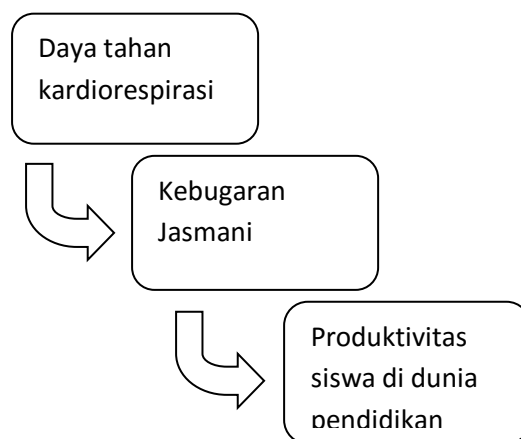 Daya tahan
kardiorespirasi
Kebugaran
Jasmani
Produktivitas
siswa di dunia
pendidikan